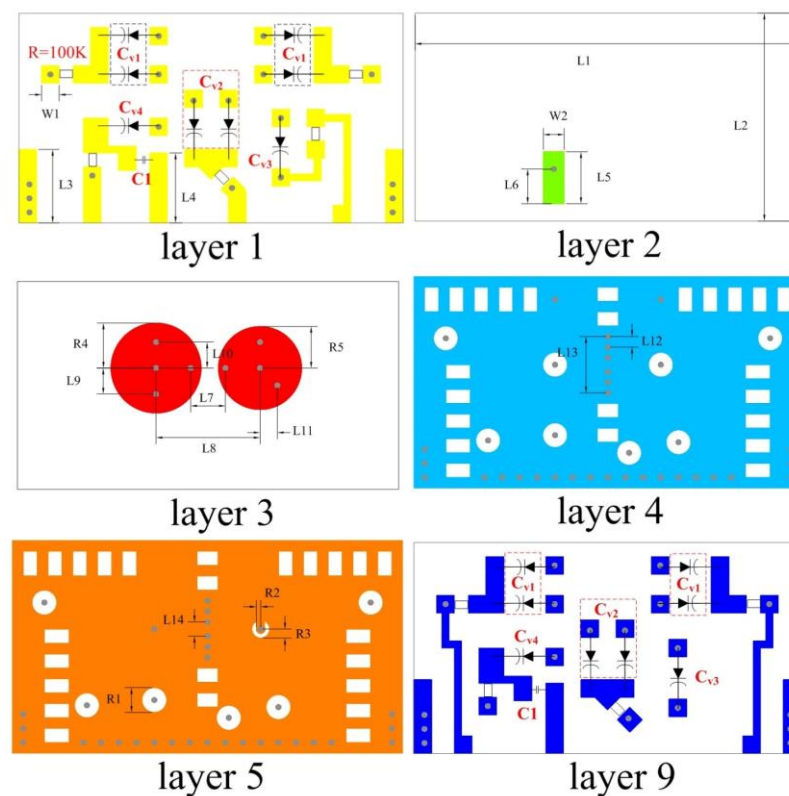 R=100K
Cv1
Cv1
Cv2
W1
Cv4
Cv3
C1
L3
L4
layer 1
L1
W2
L2
L6
L5
layer 2
R4
L10
R5
L9
L7
L8
L11
layer 3
L13
L12
layer 4
R2
L14
R3
R1
layer 5
Cv1
Cv1
Cv2
Cv4
Cv3
C1
layer 9